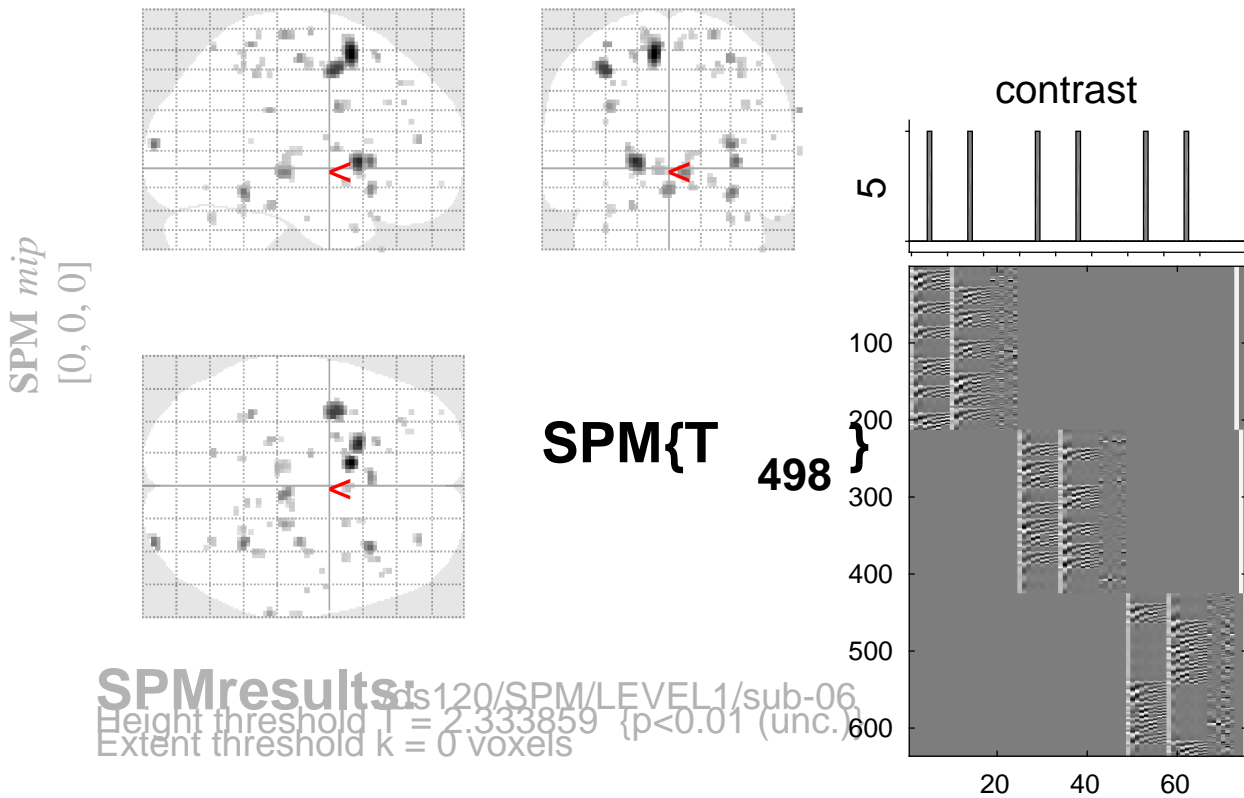 SPM mip
[0, 0, 0]
<
<
<
SPM{T498}
SPMresults: /ds120/SPM/LEVEL1/sub-06
Height threshold T = 2.333859 {p<0.01 (unc.)}
Extent threshold k = 0 voxels
contrast
5
100
200
300
400
500
600
20 40 60